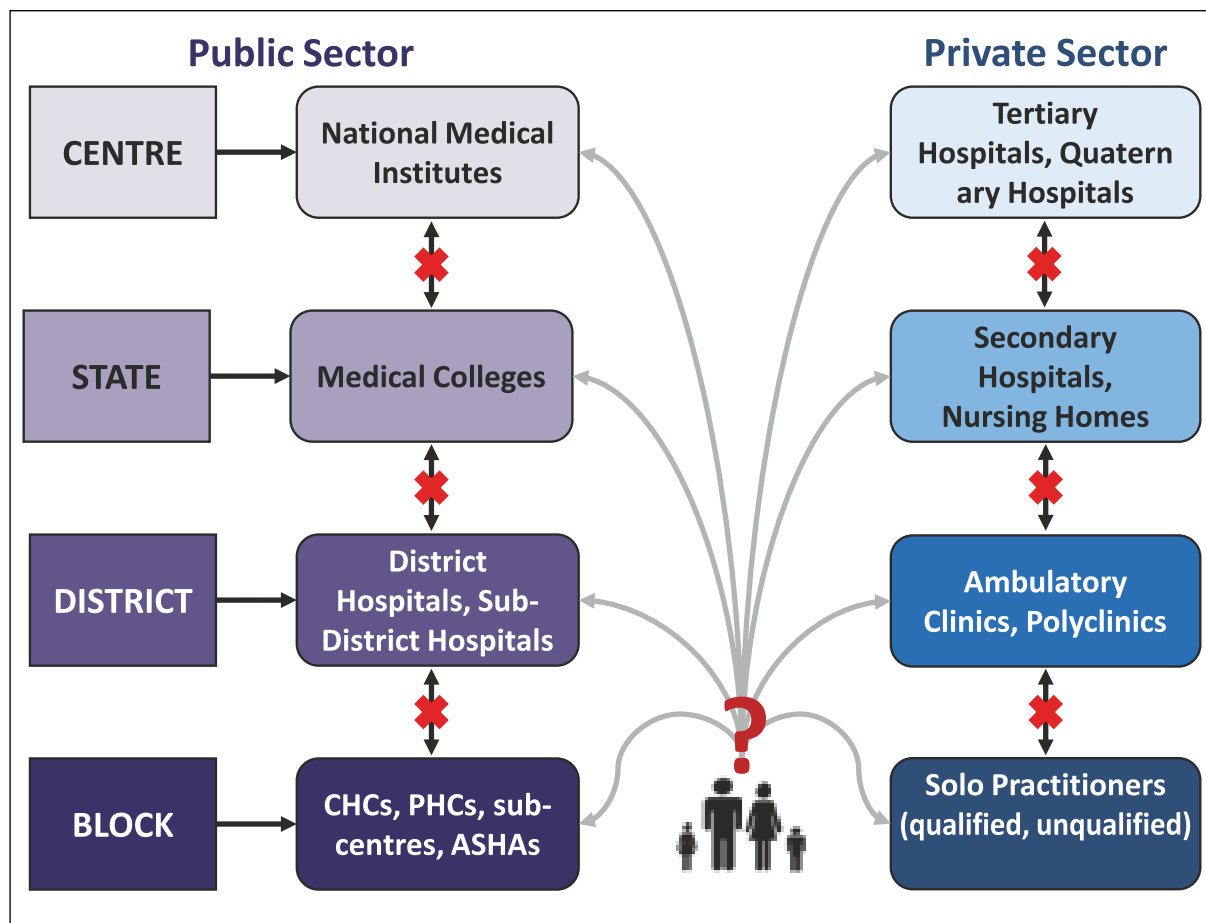 Public Sector
Private Sector
CENTRE
National Medical
Institutes
Tertiary
Hospitals, Quatern
ary Hospitals
STATE
Medical Colleges
Secondary
Hospitals,
Nursing Homes
DISTRICT
District
Hospitals, Sub-
District Hospitals
Ambulatory
Clinics, Polyclinics
?
BLOCK
CHCs, PHCs, sub-
centres, ASHAs
Solo Practitioners
(qualified, unqualified)